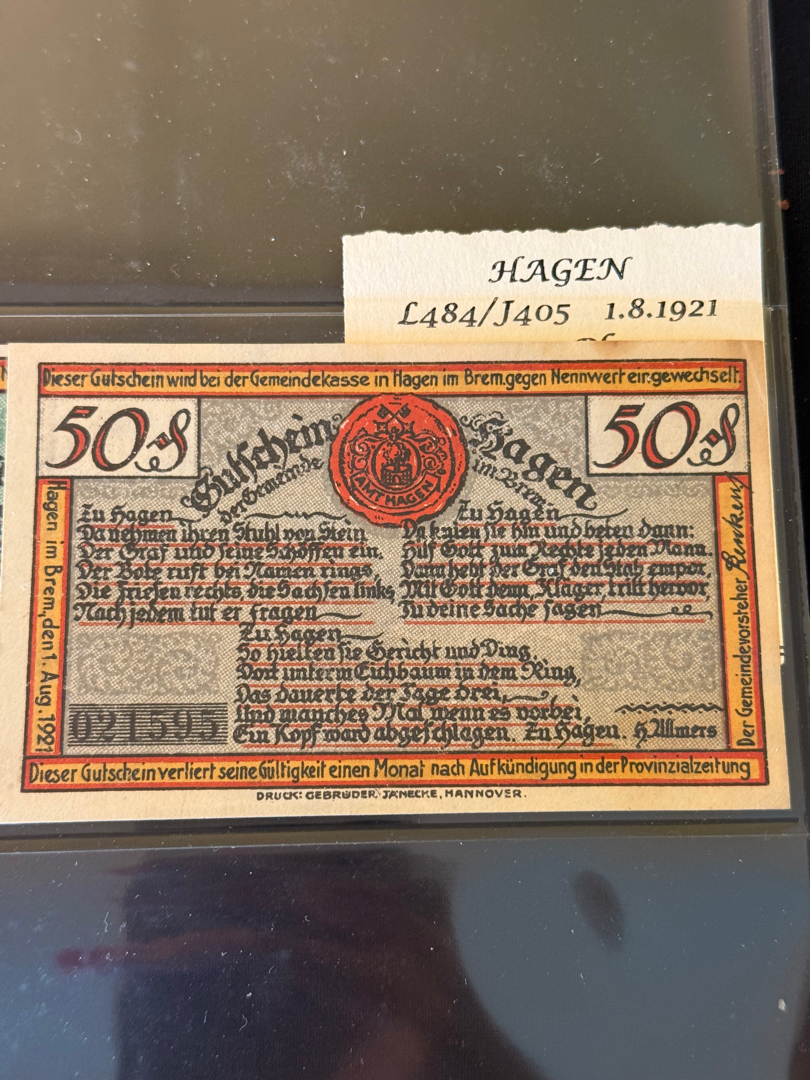 HAGEN
L484/J405 1.8.1921
Dieser Gutschein wird bei der Gemeindekasse in Hagen im Brem. gegen Nennwert eingewechselt.
50 ₰
Gutschein Hagen
der Gemeinde im Brem.
50 ₰
AMT HAGEN
Hagen im Brem., den 1. Aug. 1921
Zu Hagen
Da nehmen ihren Stuhl von Stein
Der Graf und seine Schöffen ein,
Der Bote ruft bei Namen rings,
Die Friesen rechts, die Sachsen links,
Nach jedem tut er fragen
Zu Hagen
Da knien sie hin und beten dann:
Hilf Gott zum Rechte jeden Mann.
Dann hebt der Graf den Stab empor,
Mit Gott denn, Kläger, tritt hervor,
Tu deine Sache sagen
Zu Hagen
So hielten sie Gericht und Ding,
Dort unterm Eichbaum in dem Ring,
Das dauerte der Tage drei,
Und manches Mal wenn es vorbei
Ein Kopf ward abgeschlagen. Zu Hagen. H. Allmers
021595
Der Gemeindevorsteher
Dieser Gutschein verliert seine Gültigkeit einen Monat nach Aufkündigung in der Provinzialzeitung
DRUCK: GEBRÜDER JÄNECKE, HANNOVER.